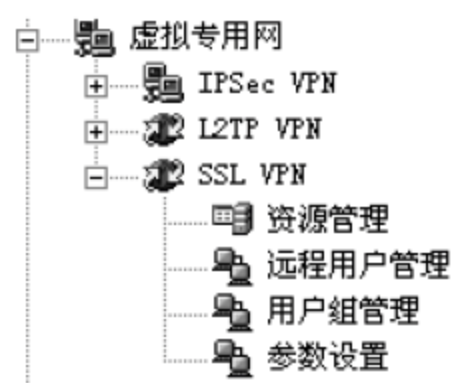 虚拟专用网
IPSec VPN
L2TP VPN
SSL VPN
资源管理
远程用户管理
用户组管理
参数设置